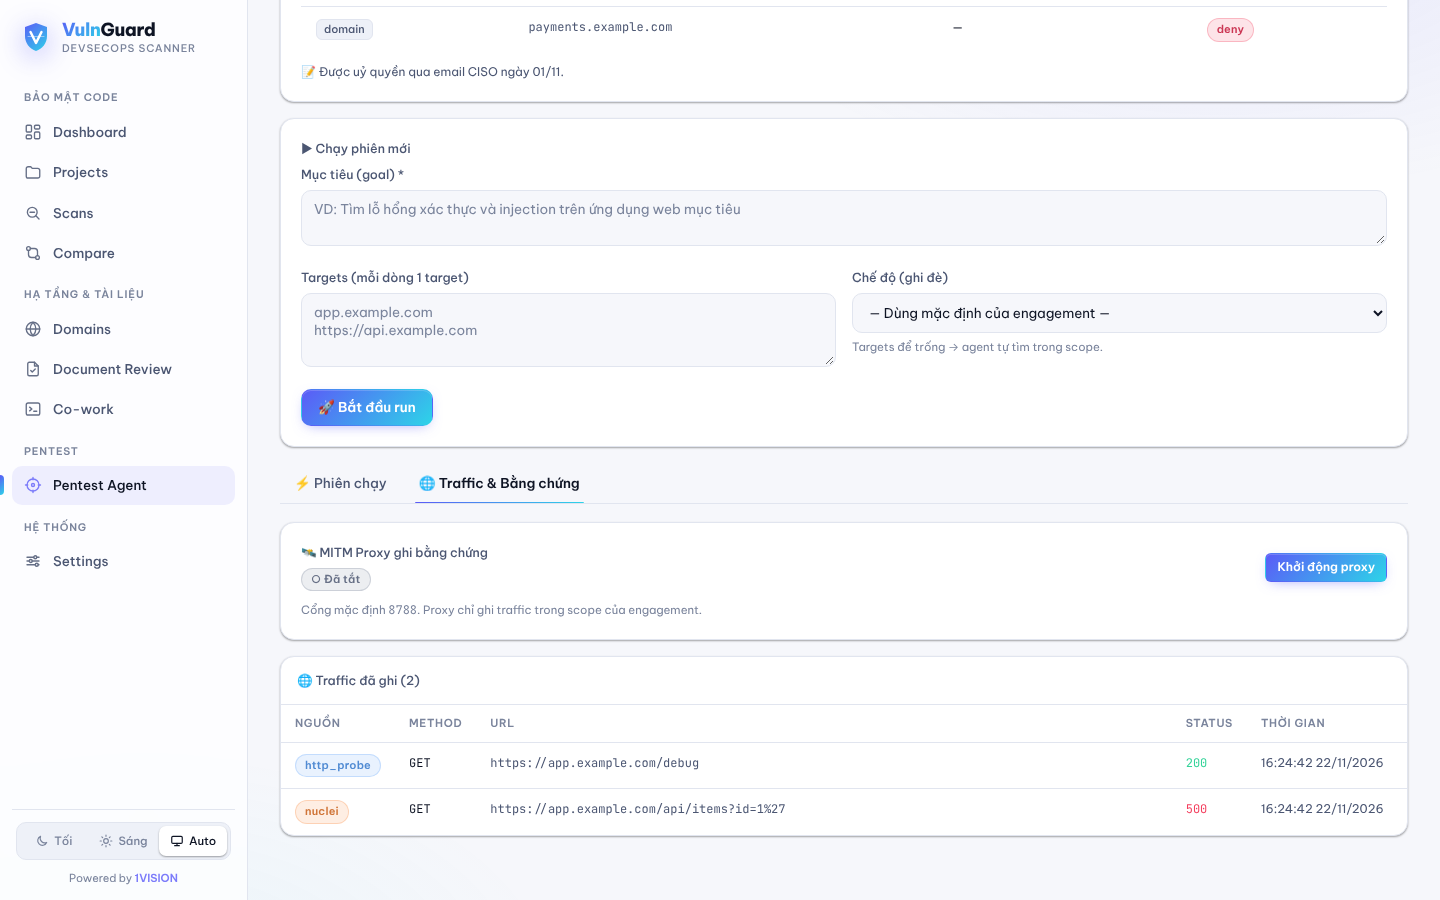 VulnGuard
DEVSECOPS SCANNER
BẢO MẬT CODE
Dashboard
Projects
Scans
Compare
HẠ TẦNG & TÀI LIỆU
Domains
Document Review
Co-work
PENTEST
Pentest Agent
HỆ THỐNG
Settings
Tối
Sáng
Auto
Powered by 1VISION
domain
payments.example.com
—
deny
📝 Được uỷ quyền qua email CISO ngày 01/11.
▶ Chạy phiên mới
Mục tiêu (goal) *
VD: Tìm lỗ hổng xác thực và injection trên ứng dụng web mục tiêu
Targets (mỗi dòng 1 target)
app.example.com
https://api.example.com
Chế độ (ghi đè)
— Dùng mặc định của engagement —
Targets để trống → agent tự tìm trong scope.
🚀 Bắt đầu run
⚡ Phiên chạy
🌐 Traffic & Bằng chứng
🛰️ MITM Proxy ghi bằng chứng
○ Đã tắt
Cổng mặc định 8788. Proxy chỉ ghi traffic trong scope của engagement.
Khởi động proxy
🌐 Traffic đã ghi (2)
NGUỒN METHOD URL STATUS THỜI GIAN
http_probe GET https://app.example.com/debug 200 16:24:42 22/11/2026
nuclei GET https://app.example.com/api/items?id=1%27 500 16:24:42 22/11/2026